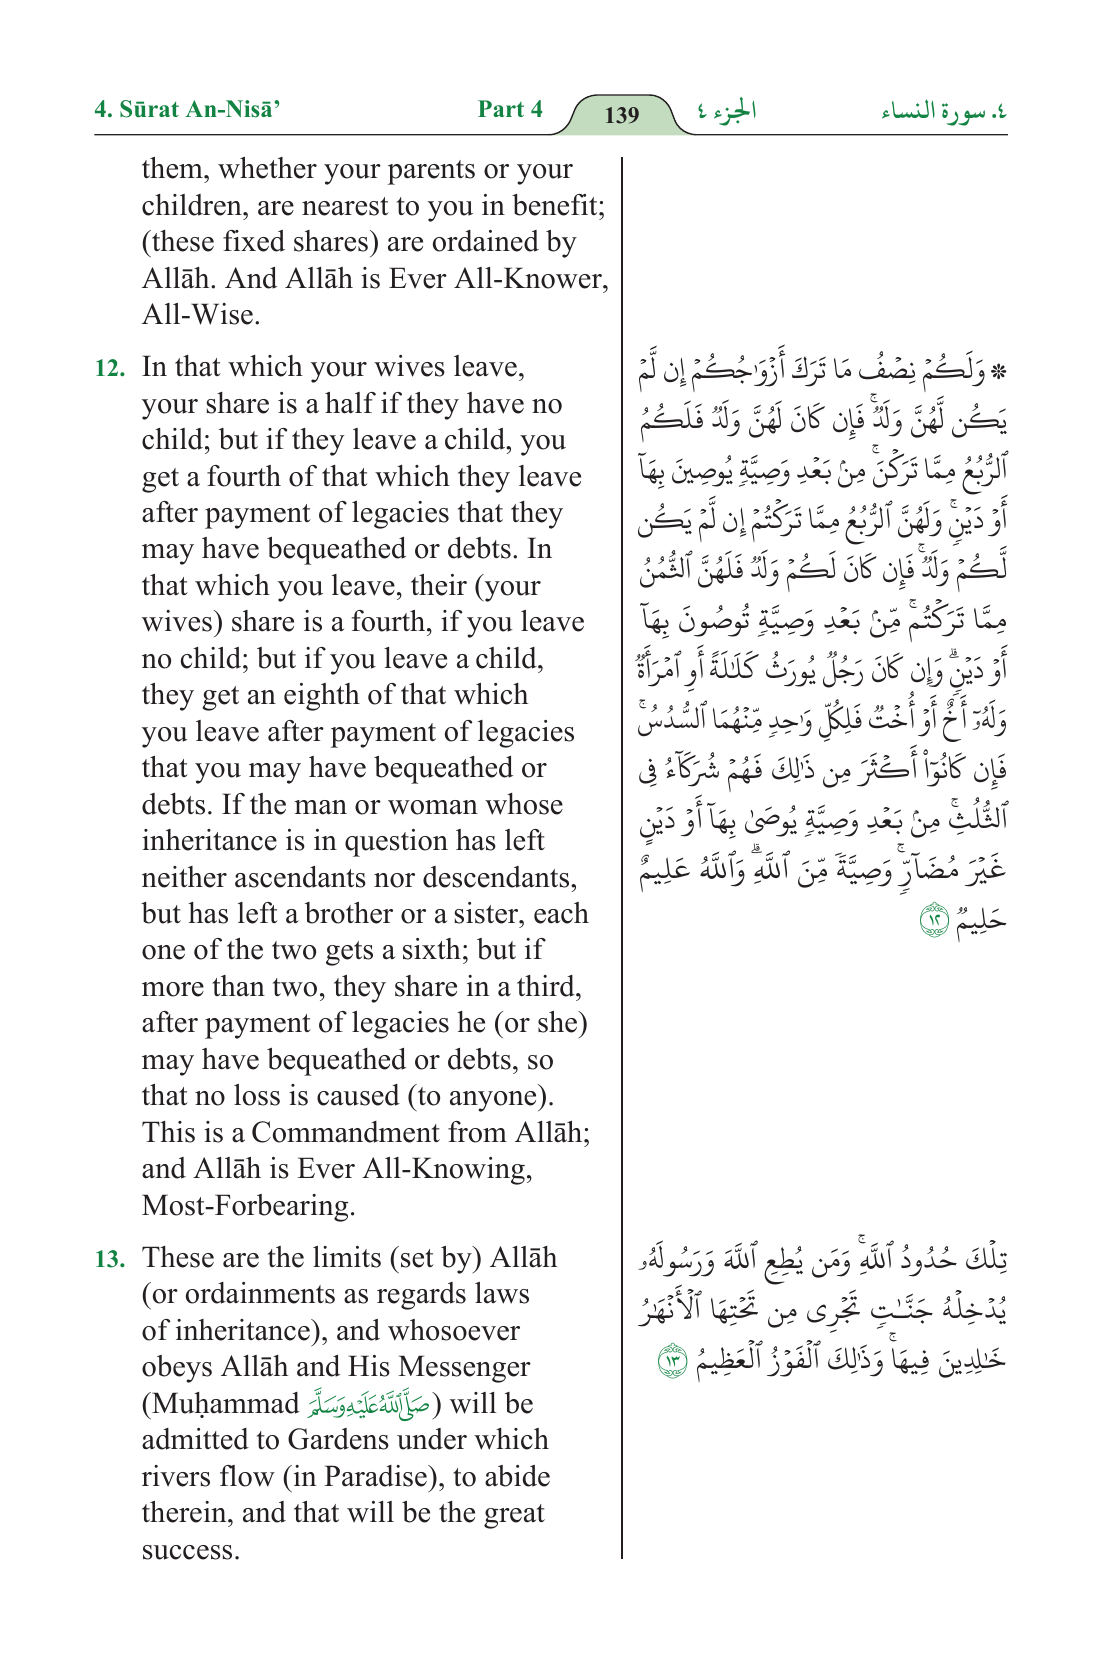 4. Sūrat An-Nisā’ Part 4 139 الجزء ٤ ٤. سورة النساء
them, whether your parents or your
children, are nearest to you in benefit;
(these fixed shares) are ordained by
Allāh. And Allāh is Ever All-Knower,
All-Wise.
12. In that which your wives leave,
your share is a half if they have no
child; but if they leave a child, you
get a fourth of that which they leave
after payment of legacies that they
may have bequeathed or debts. In
that which you leave, their (your
wives) share is a fourth, if you leave
no child; but if you leave a child,
they get an eighth of that which
you leave after payment of legacies
that you may have bequeathed or
debts. If the man or woman whose
inheritance is in question has left
neither ascendants nor descendants,
but has left a brother or a sister, each
one of the two gets a sixth; but if
more than two, they share in a third,
after payment of legacies he (or she)
may have bequeathed or debts, so
that no loss is caused (to anyone).
This is a Commandment from Allāh;
and Allāh is Ever All-Knowing,
Most-Forbearing.
13. These are the limits (set by) Allāh
(or ordainments as regards laws
of inheritance), and whosoever
obeys Allāh and His Messenger
(Muḥammad صَلَّى ٱللَّهُ عَلَيْهِ وَسَلَّمَ) will be
admitted to Gardens under which
rivers flow (in Paradise), to abide
therein, and that will be the great
success.
۞ وَلَكُمۡ نِصۡفُ مَا تَرَكَ أَزۡوَٰجُكُمۡ إِن لَّمۡ
يَكُن لَّهُنَّ وَلَدٞۚ فَإِن كَانَ لَهُنَّ وَلَدٞ فَلَكُمُ
ٱلرُّبُعُ مِمَّا تَرَكۡنَۚ مِنۢ بَعۡدِ وَصِيَّةٖ يُوصِينَ بِهَآ
أَوۡ دَيۡنٖۚ وَلَهُنَّ ٱلرُّبُعُ مِمَّا تَرَكۡتُمۡ إِن لَّمۡ يَكُن
لَّكُمۡ وَلَدٞۚ فَإِن كَانَ لَكُمۡ وَلَدٞ فَلَهُنَّ ٱلثُّمُنُ
مِمَّا تَرَكۡتُمۚ مِّنۢ بَعۡدِ وَصِيَّةٖ تُوصُونَ بِهَآ
أَوۡ دَيۡنٖۗ وَإِن كَانَ رَجُلٞ يُورَثُ كَلَٰلَةً أَوِ ٱمۡرَأَةٞ
وَلَهُۥٓ أَخٌ أَوۡ أُخۡتٞ فَلِكُلِّ وَٰحِدٖ مِّنۡهُمَا ٱلسُّدُسُۚ
فَإِن كَانُوٓاْ أَكۡثَرَ مِن ذَٰلِكَ فَهُمۡ شُرَكَآءُ فِي
ٱلثُّلُثِۚ مِنۢ بَعۡدِ وَصِيَّةٖ يُوصَىٰ بِهَآ أَوۡ دَيۡنٍ
غَيۡرَ مُضَآرّٖۚ وَصِيَّةٗ مِّنَ ٱللَّهِۗ وَٱللَّهُ عَلِيمٌ
حَلِيمٞ ١٢
تِلۡكَ حُدُودُ ٱللَّهِۚ وَمَن يُطِعِ ٱللَّهَ وَرَسُولَهُۥ
يُدۡخِلۡهُ جَنَّٰتٖ تَجۡرِي مِن تَحۡتِهَا ٱلۡأَنۡهَٰرُ
خَٰلِدِينَ فِيهَاۚ وَذَٰلِكَ ٱلۡفَوۡزُ ٱلۡعَظِيمُ ١٣